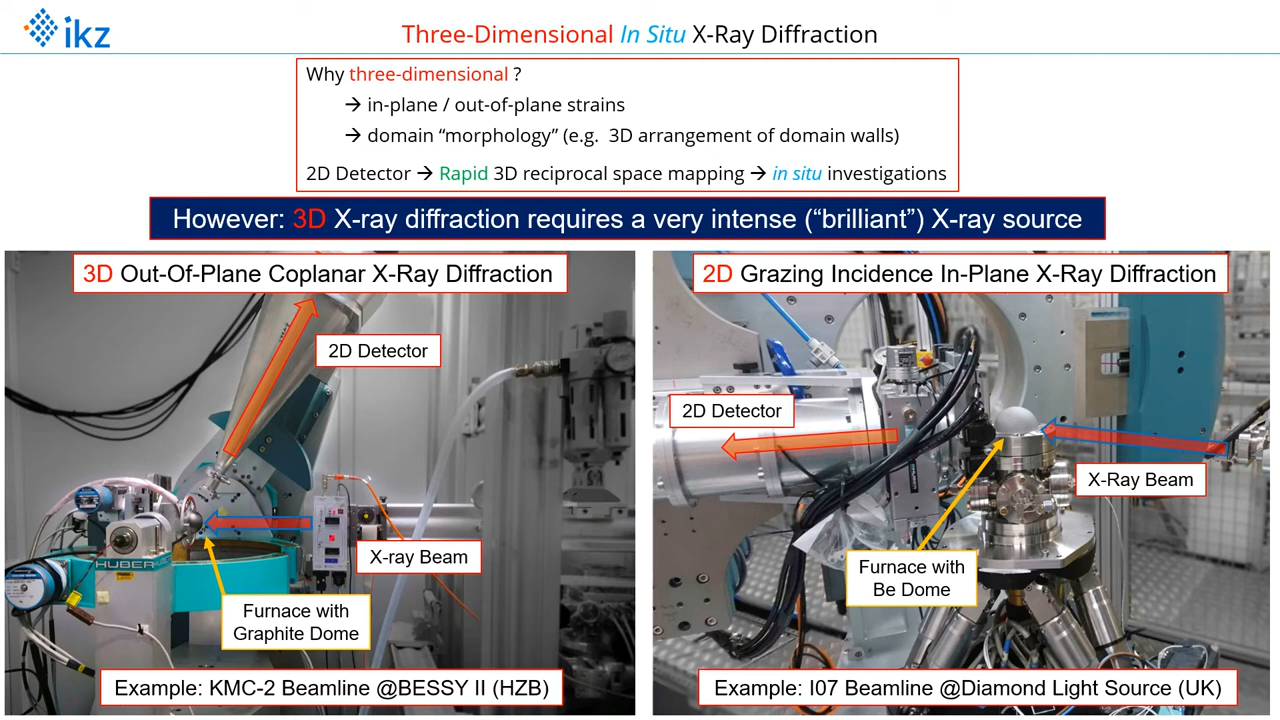 ikz
Three-Dimensional In Situ X-Ray Diffraction
Why three-dimensional ?
→ in-plane / out-of-plane strains
→ domain “morphology” (e.g. 3D arrangement of domain walls)
2D Detector → Rapid 3D reciprocal space mapping → in situ investigations
However: 3D X-ray diffraction requires a very intense (“brilliant”) X-ray source
3D Out-Of-Plane Coplanar X-Ray Diffraction
2D Detector
HUBER
X-ray Beam
Furnace with
Graphite Dome
Example: KMC-2 Beamline @BESSY II (HZB)
2D Grazing Incidence In-Plane X-Ray Diffraction
2D Detector
X-Ray Beam
Furnace with
Be Dome
Example: I07 Beamline @Diamond Light Source (UK)